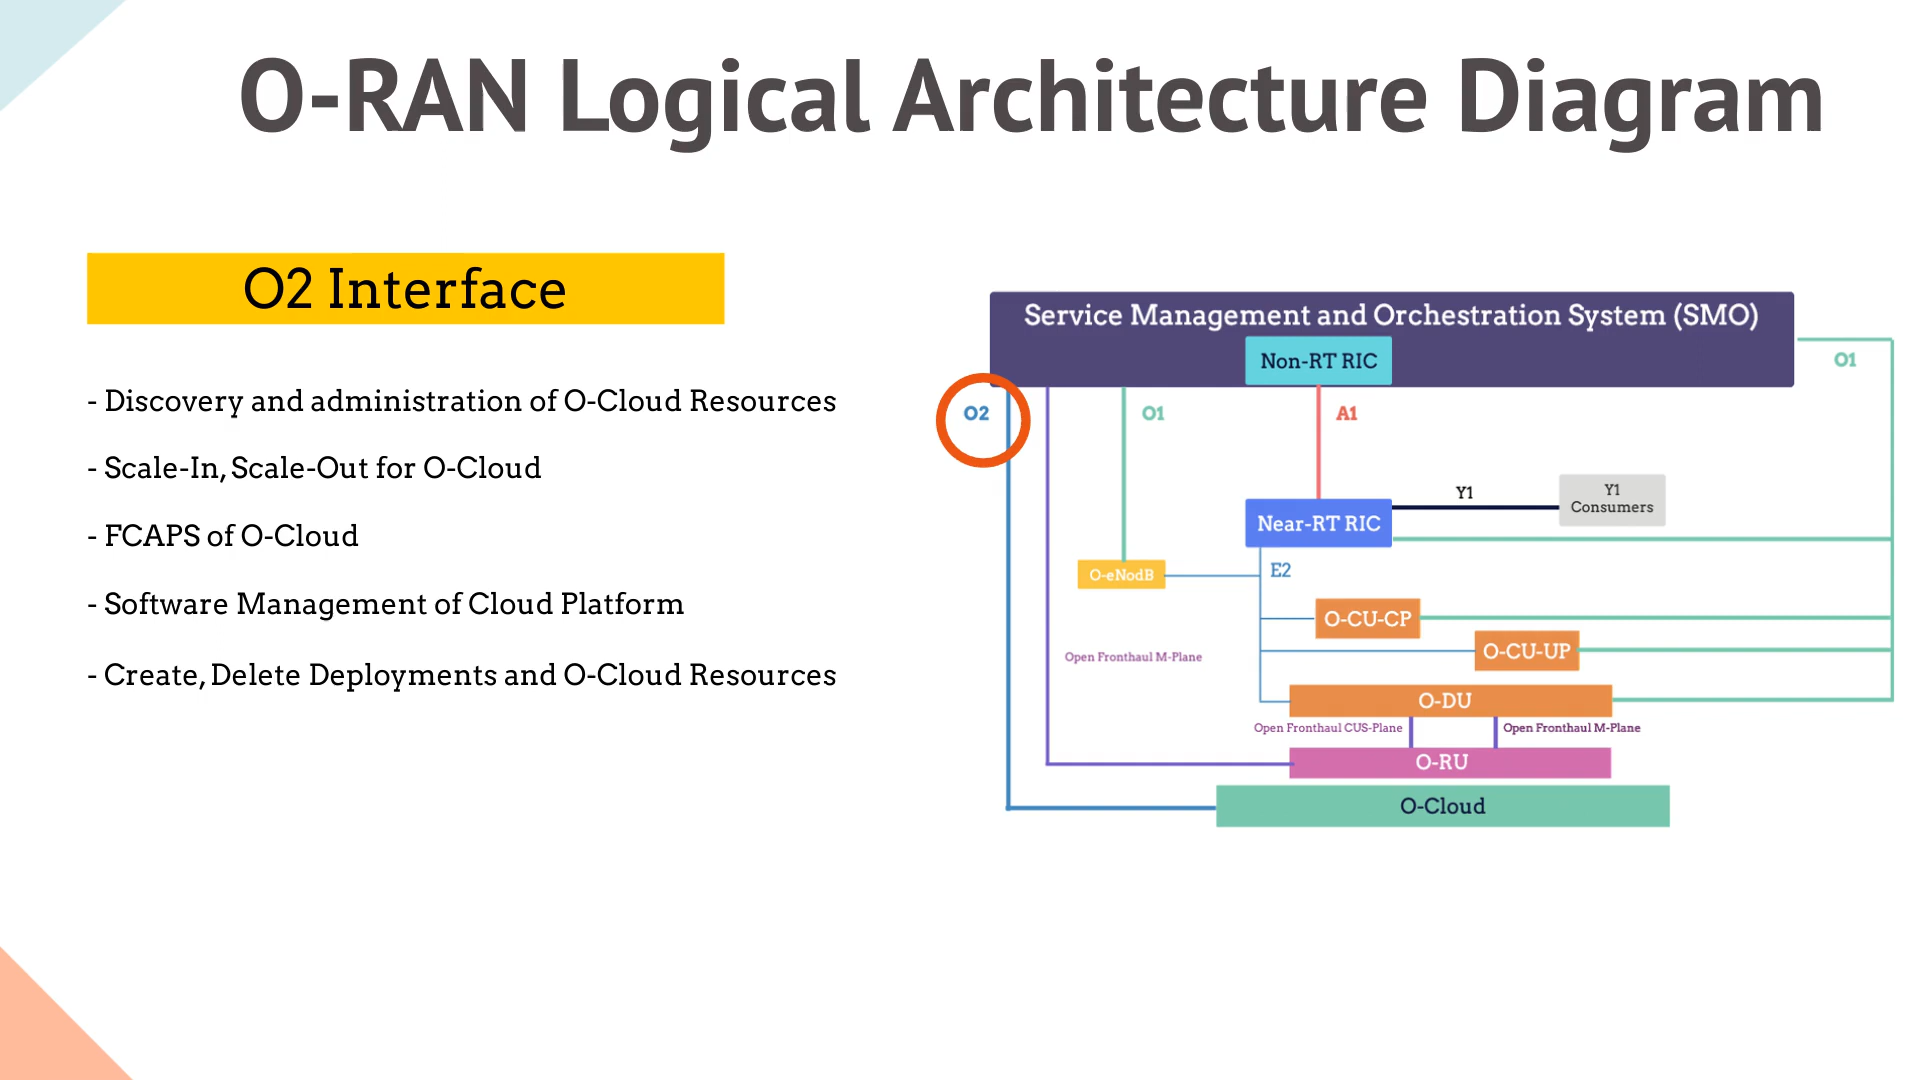 O-RAN Logical Architecture Diagram
O2 Interface
- Discovery and administration of O-Cloud Resources
- Scale-In, Scale-Out for O-Cloud
- FCAPS of O-Cloud
- Software Management of Cloud Platform
- Create, Delete Deployments and O-Cloud Resources
Service Management and Orchestration System (SMO)
Non-RT RIC
O1
O2
O1
A1
Y1
Y1
Consumers
Near-RT RIC
O-eNodB
E2
O-CU-CP
O-CU-UP
Open Fronthaul M-Plane
O-DU
Open Fronthaul CUS-Plane
Open Fronthaul M-Plane
O-RU
O-Cloud